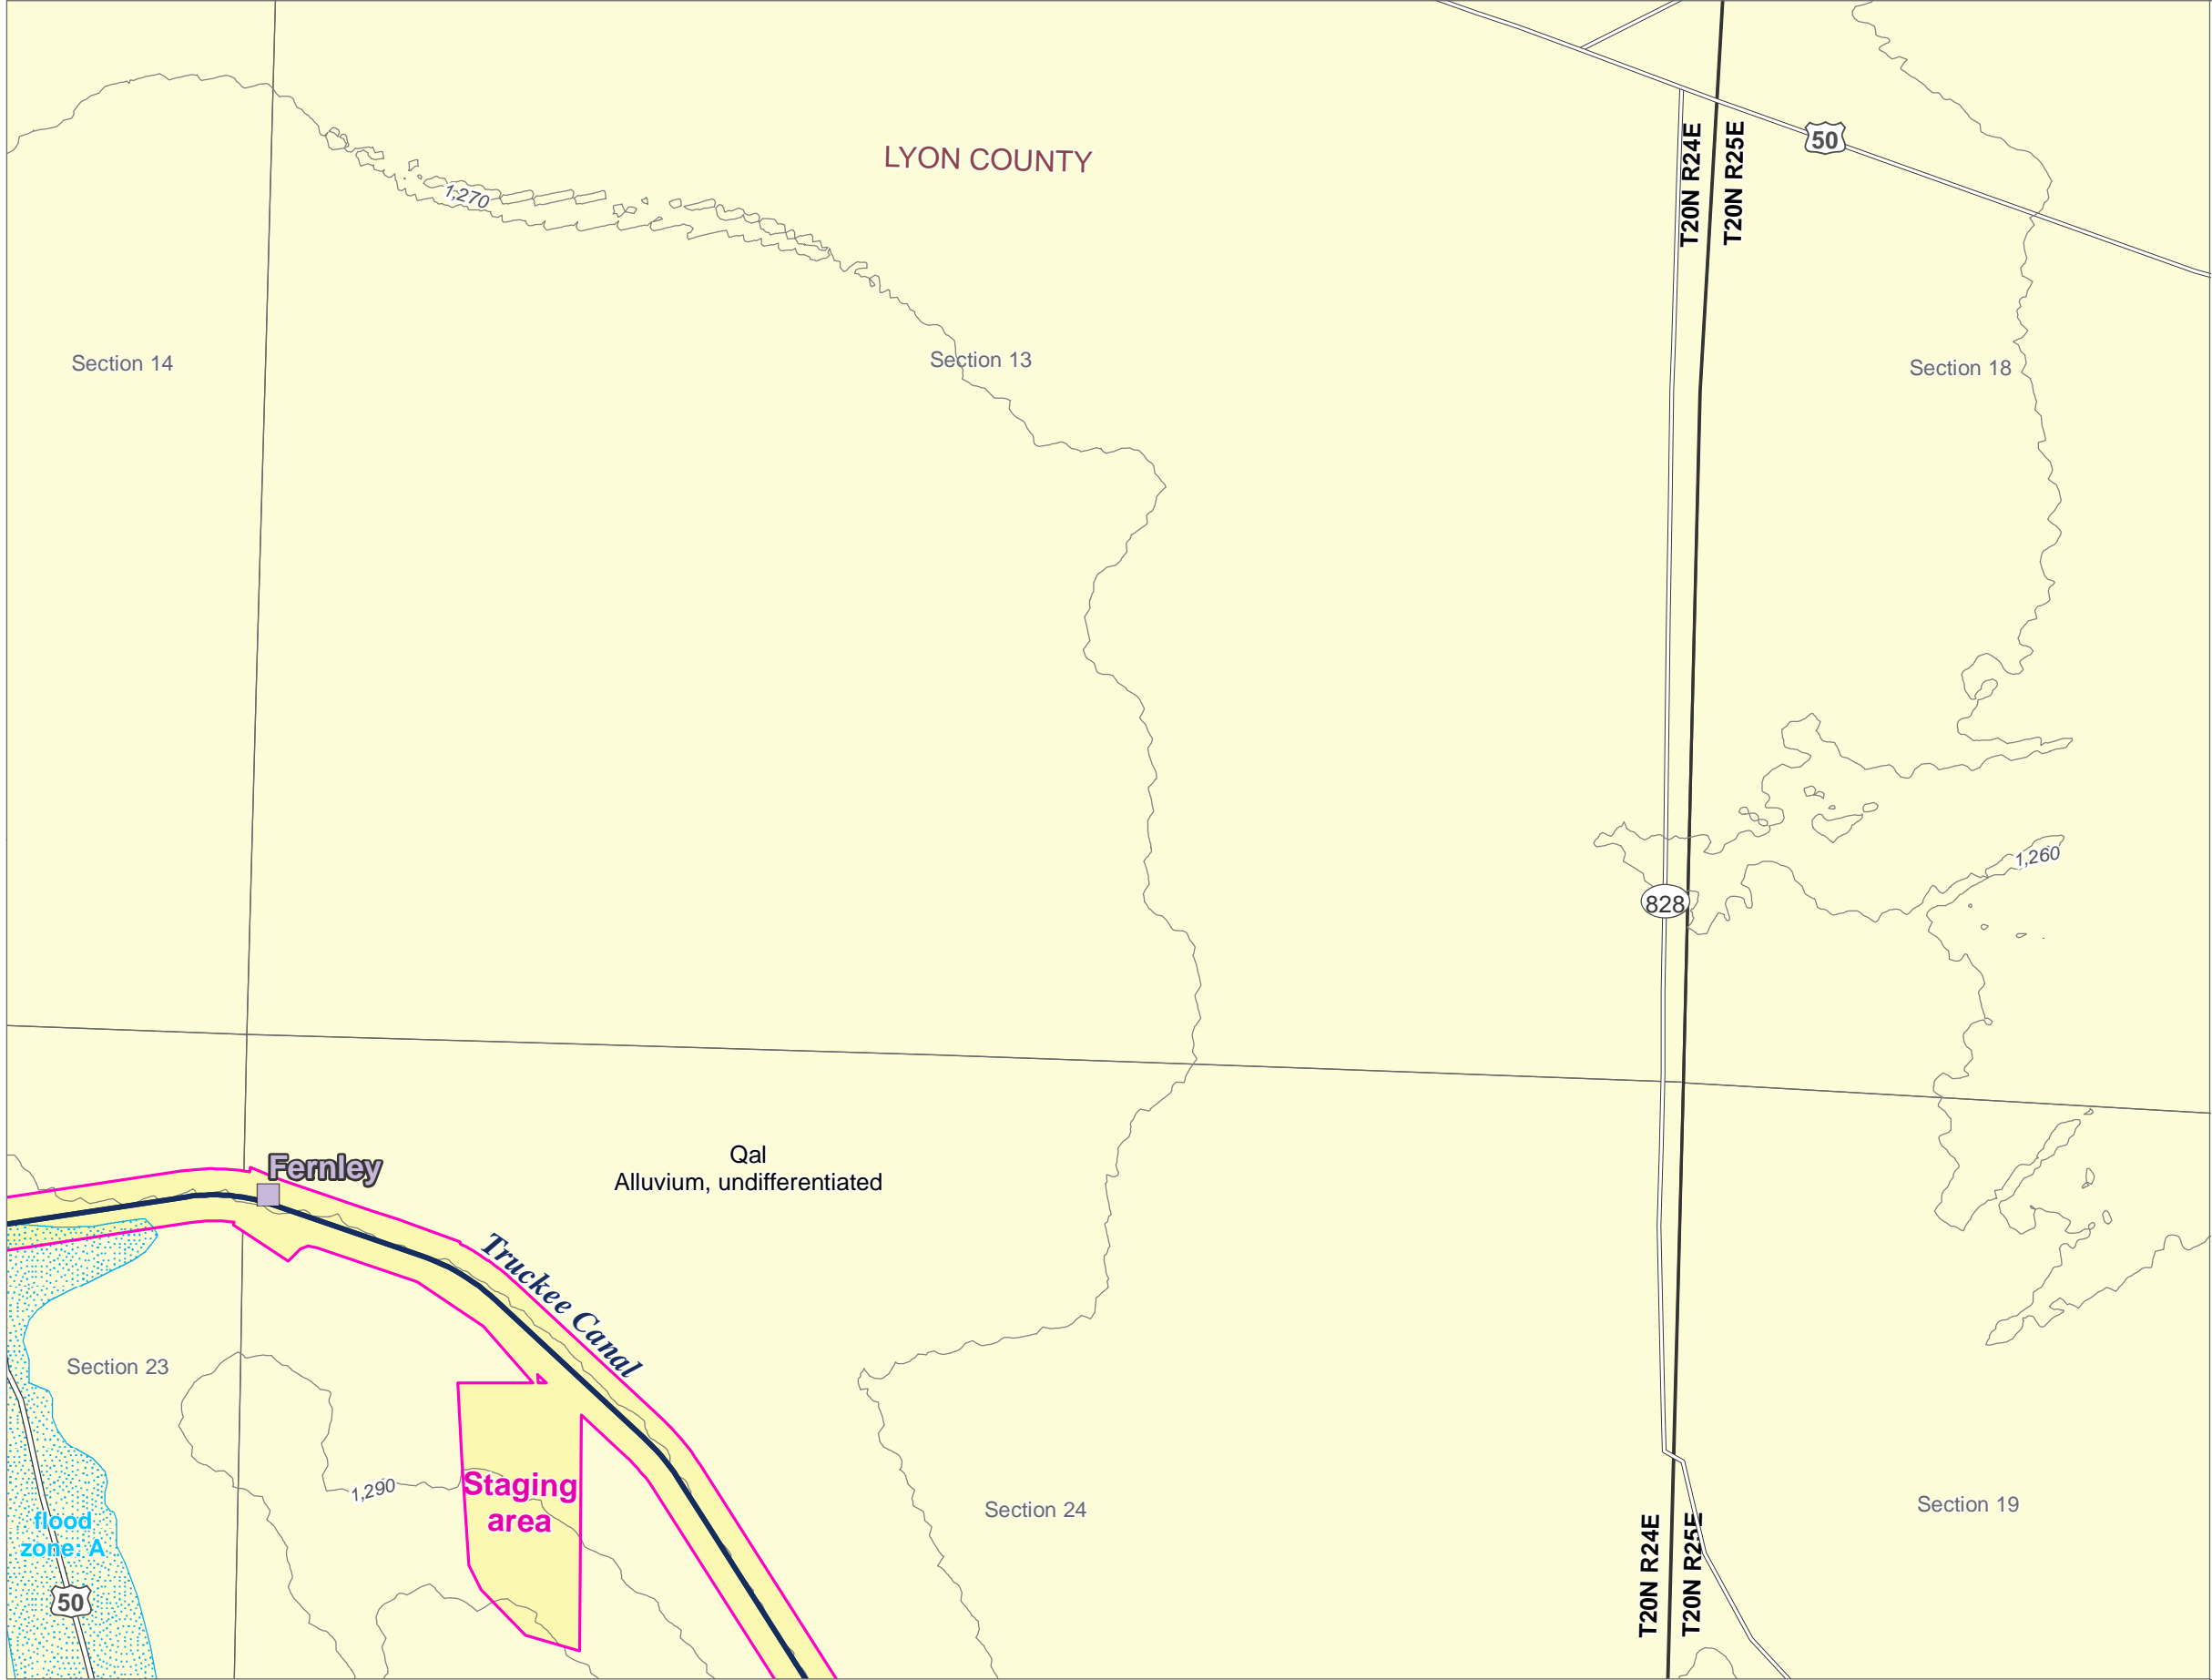 LYON COUNTY
T20N R24E
T20N R25E
50
1,270
Section 14
Section 13
Section 18
1,260
828
Fernley
Qal
Alluvium, undifferentiated
Truckee Canal
Section 23
1,290
Staging
area
Section 24
Section 19
flood
zone: A
50
T20N R24E
T20N R25E